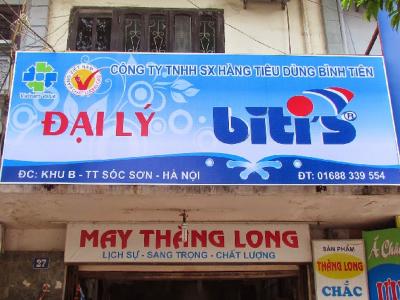 CÔNG TY TNHH SX HÀNG TIÊU DÙNG BÌNH TIÊN
ĐẠI LÝ
biti's®
ĐC: KHU B - TT SÓC SƠN - HÀ NỘI
ĐT: 01688 339 554
MAY THĂNG LONG
LỊCH SỰ - SANG TRỌNG - CHẤT LƯỢNG
27
SẢN PHẨM
THĂNG LONG
CHẮC
Á Châu